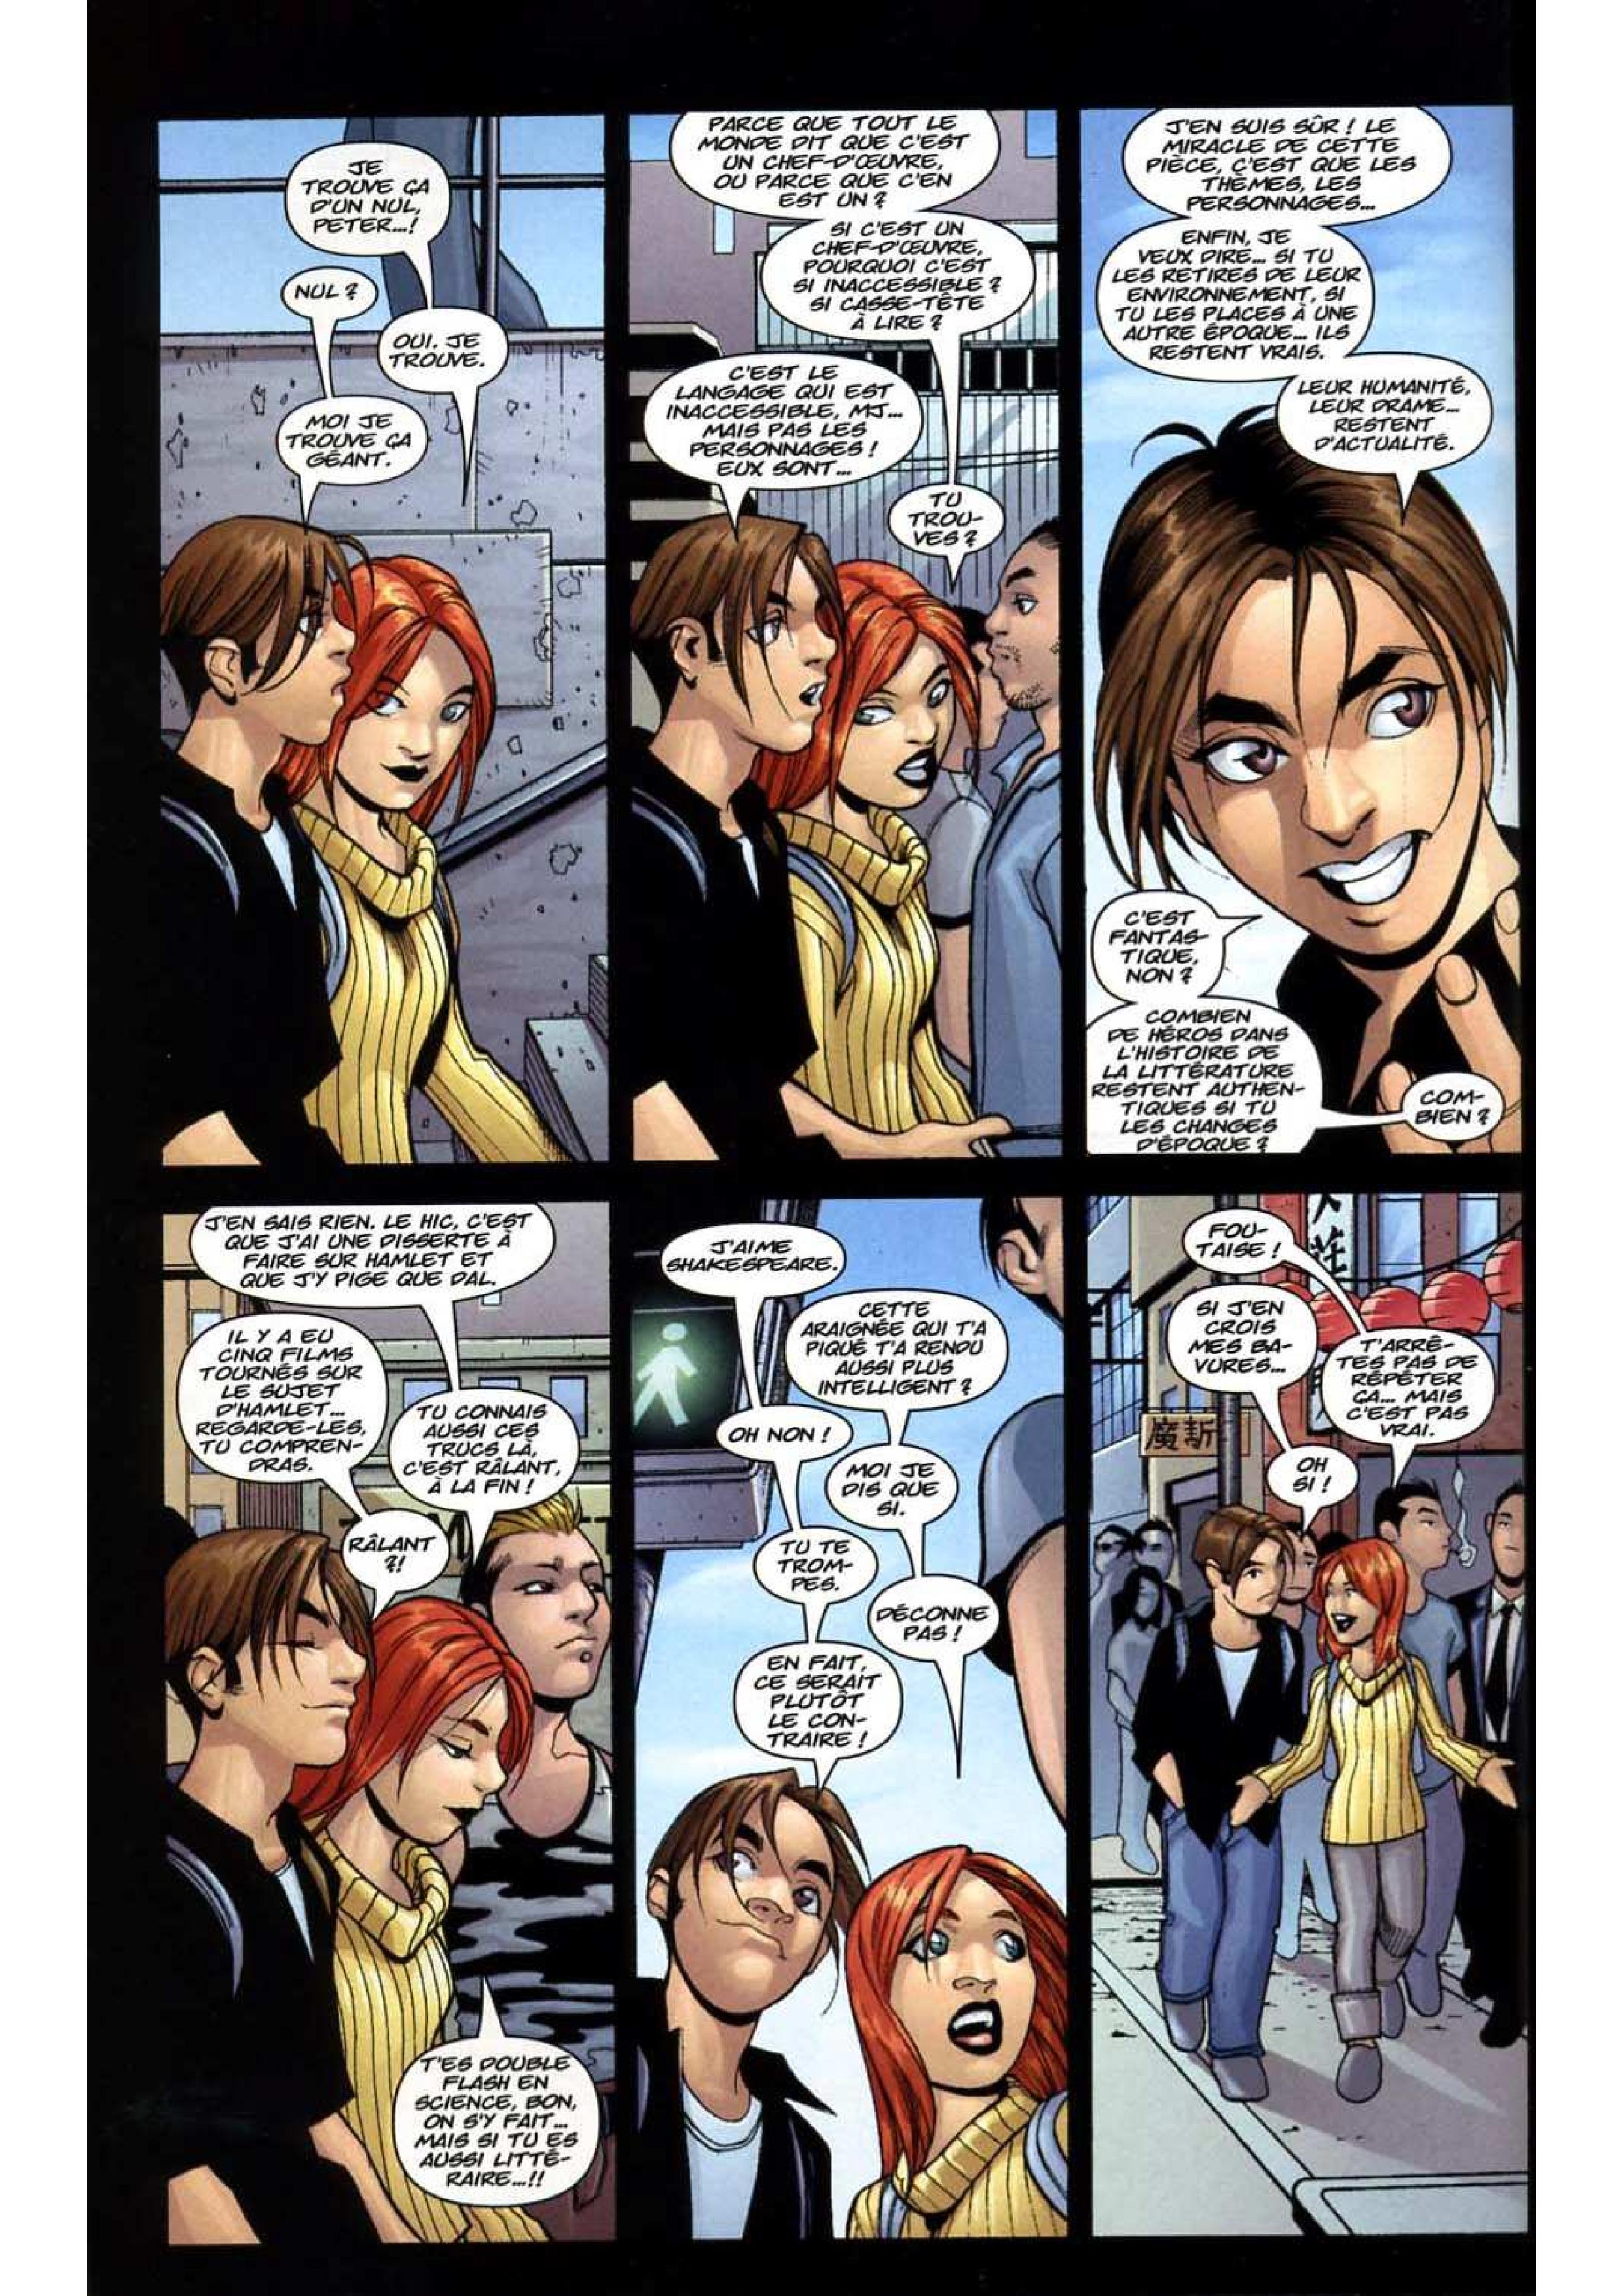 JE
TROUVE ÇA
D'UN NUL,
PETER...!
NUL ?
OUI. JE
TROUVE.
MOI JE
TROUVE ÇA
GÉANT.
PARCE QUE TOUT LE
MONDE DIT QUE C'EST
UN CHEF-D'ŒUVRE,
OU PARCE QUE C'EN
EST UN ?
SI C'EST UN
CHEF-D'ŒUVRE,
POURQUOI C'EST
SI INACCESSIBLE ?
SI CASSE-TÊTE
À LIRE ?
C'EST LE
LANGAGE QUI EST
INACCESSIBLE, MJ...
MAIS PAS LES
PERSONNAGES !
EUX SONT...
TU
TROU-
VES ?
J'EN SUIS SÛR ! LE
MIRACLE DE CETTE
PIÈCE, C'EST QUE LES
THÈMES, LES
PERSONNAGES...
ENFIN, JE
VEUX DIRE... SI TU
LES RETIRES DE LEUR
ENVIRONNEMENT, SI
TU LES PLACES À UNE
AUTRE ÉPOQUE... ILS
RESTENT VRAIS.
LEUR HUMANITÉ,
LEUR DRAME...
RESTENT
D'ACTUALITÉ.
C'EST
FANTAS-
TIQUE,
NON ?
COMBIEN
DE HÉROS DANS
L'HISTOIRE DE
LA LITTÉRATURE
RESTENT AUTHEN-
TIQUES SI TU
LES CHANGES
D'ÉPOQUE ?
COM-
BIEN ?
J'EN SAIS RIEN. LE HIC, C'EST
QUE J'AI UNE DISSERTE À
FAIRE SUR HAMLET ET
QUE J'Y PIGE QUE DAL.
IL Y A EU
CINQ FILMS
TOURNÉS SUR
LE SUJET
D'HAMLET...
REGARDE-LES,
TU COMPREN-
DRAS.
TU CONNAIS
AUSSI CES
TRUCS LÀ,
C'EST RÂLANT,
À LA FIN !
RÂLANT
?!
T'ES DOUBLE
FLASH EN
SCIENCE, BON,
ON S'Y FAIT...
MAIS SI TU ES
AUSSI LITTÉ-
RAIRE...!!
J'AIME
SHAKESPEARE.
CETTE
ARAIGNÉE QUI T'A
PIQUÉ T'A RENDU
AUSSI PLUS
INTELLIGENT ?
OH NON !
MOI JE
DIS QUE
SI.
TU TE
TROM-
PES.
DÉCONNE
PAS !
EN FAIT,
CE SERAIT
PLUTÔT
LE CON-
TRAIRE !
FOU-
TAISE !
SI J'EN
CROIS
MES BA-
VURES...
T'ARRÊ-
TES PAS DE
RÉPÉTER
ÇA... MAIS
C'EST PAS
VRAI.
OH
SI !